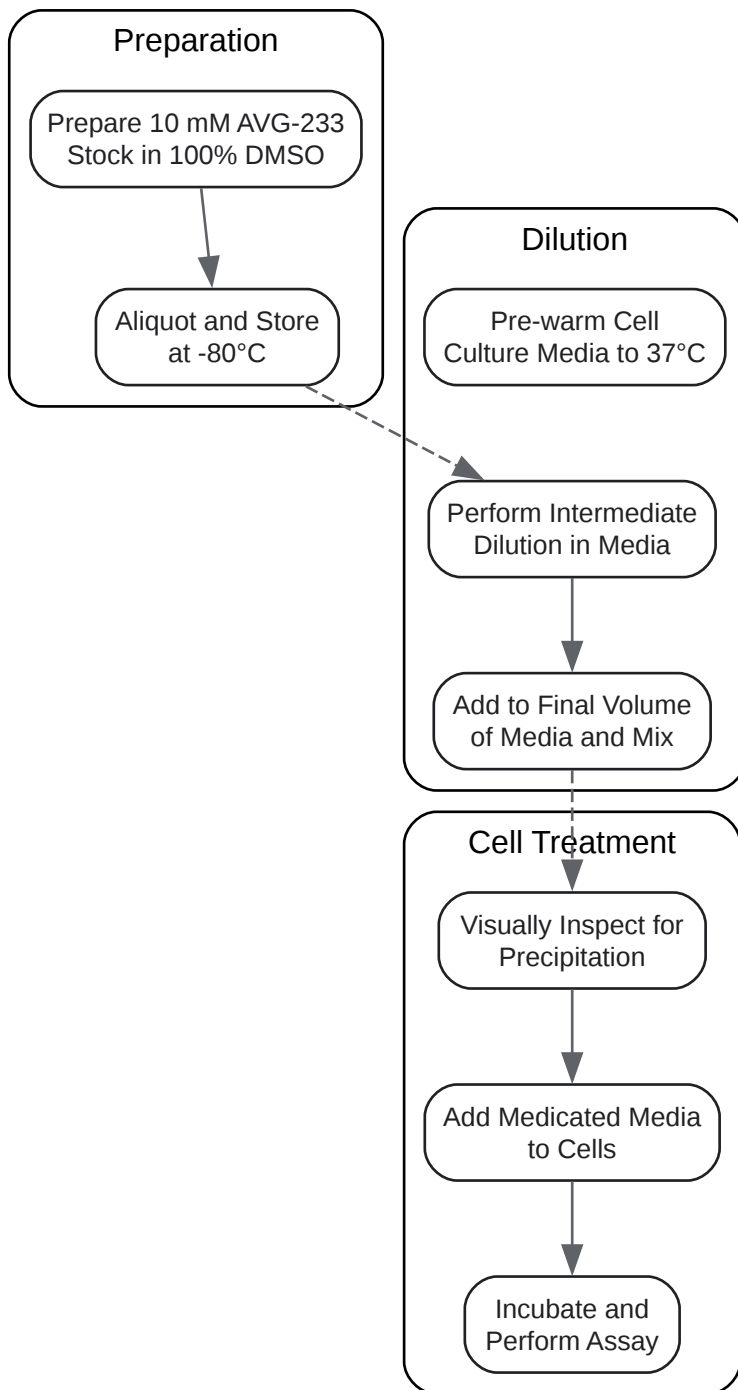 Preparation
Prepare 10 mM AVG-233
Stock in 100% DMSO
Aliquot and Store
at -80°C
Dilution
Pre-warm Cell
Culture Media to 37°C
Perform Intermediate
Dilution in Media
Add to Final Volume
of Media and Mix
Cell Treatment
Visually Inspect for
Precipitation
Add Medicated Media
to Cells
Incubate and
Perform Assay